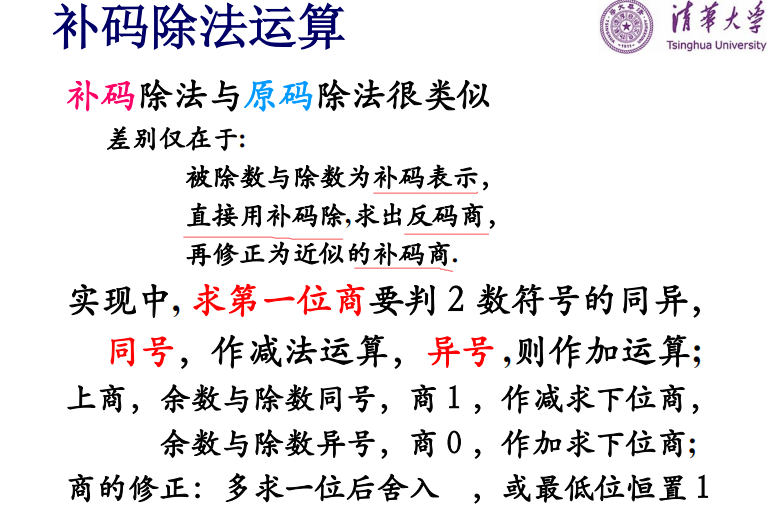 补码除法运算
清华大学
Tsinghua University
补码除法与原码除法很类似
差别仅在于:
被除数与除数为补码表示,
直接用补码除,求出反码商,
再修正为近似的补码商.
实现中, 求第一位商要判 2 数符号的同异,
同号, 作减法运算, 异号,则作加运算;
上商, 余数与除数同号, 商 1 , 作减求下位商,
余数与除数异号, 商 0 , 作加求下位商;
商的修正: 多求一位后舍入 , 或最低位恒置 1